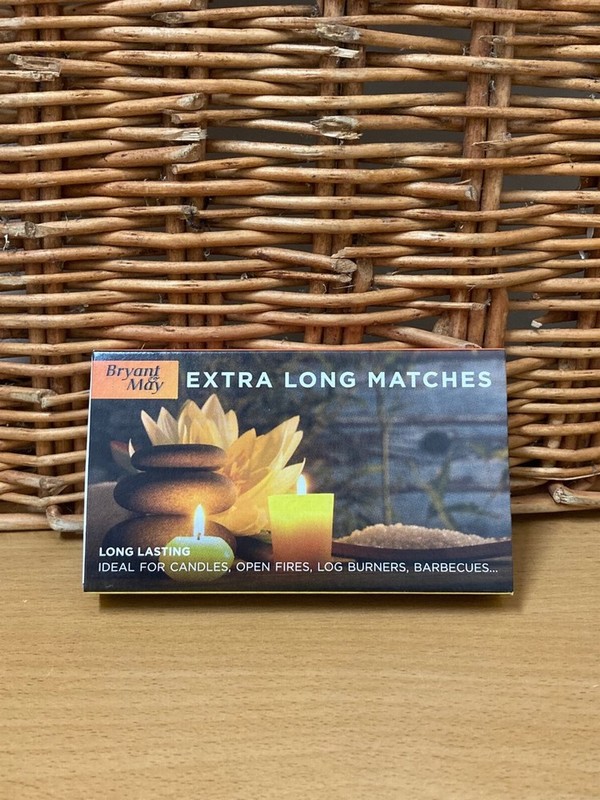 Bryant
& May
EXTRA LONG MATCHES
LONG LASTING
IDEAL FOR CANDLES, OPEN FIRES, LOG BURNERS, BARBECUES...